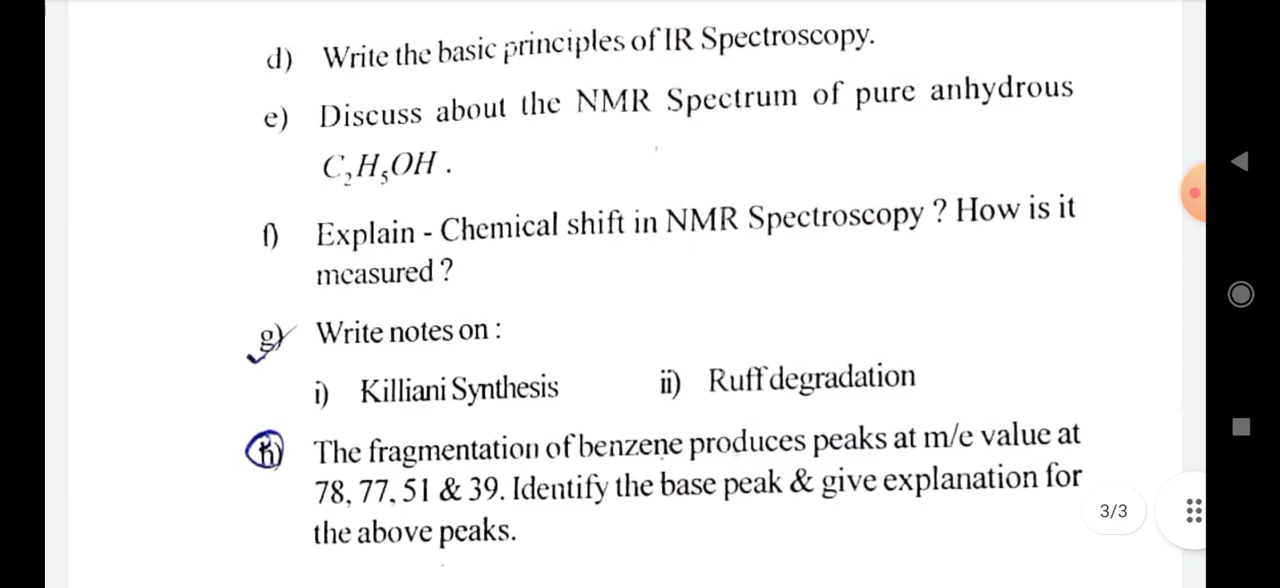 d) Write the basic principles of IR Spectroscopy.
e) Discuss about the NMR Spectrum of pure anhydrous
C₂H₅OH .
f) Explain - Chemical shift in NMR Spectroscopy ? How is it
measured ?
g) Write notes on :
i) Killiani Synthesis ii) Ruff degradation
h) The fragmentation of benzene produces peaks at m/e value at
78, 77, 51 & 39. Identify the base peak & give explanation for
the above peaks.
3/3